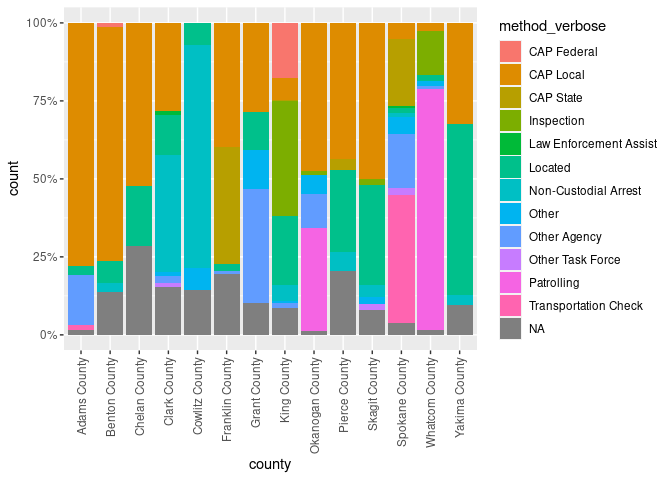 100%
75%
50%
25%
0%
count
Adams County
Benton County
Chelan County
Clark County
Cowlitz County
Franklin County
Grant County
King County
Okanogan County
Pierce County
Skagit County
Spokane County
Whatcom County
Yakima County
county
method_verbose
CAP Federal
CAP Local
CAP State
Inspection
Law Enforcement Assist
Located
Non-Custodial Arrest
Other
Other Agency
Other Task Force
Patrolling
Transportation Check
NA